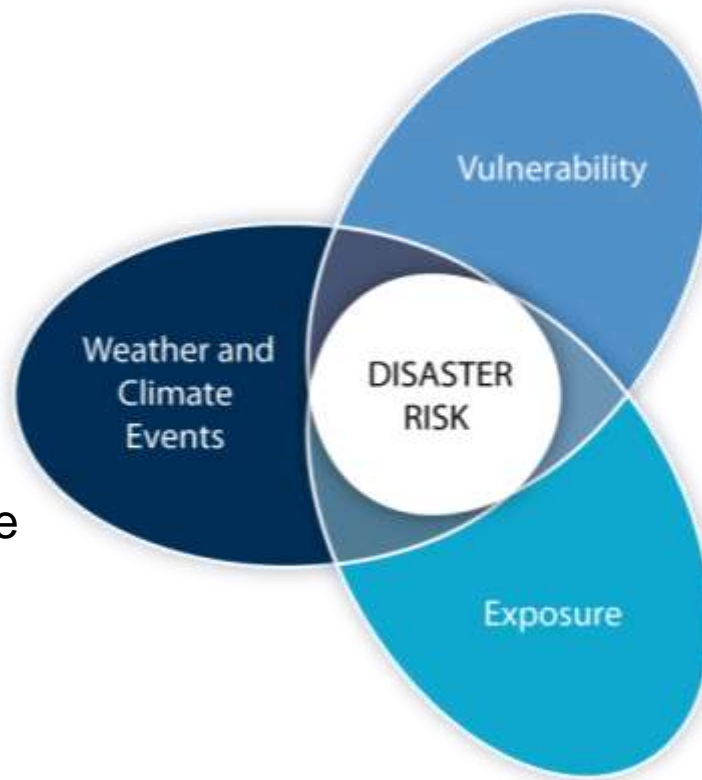 Vulnerability
Weather and
Climate
Events
DISASTER
RISK
e
Exposure